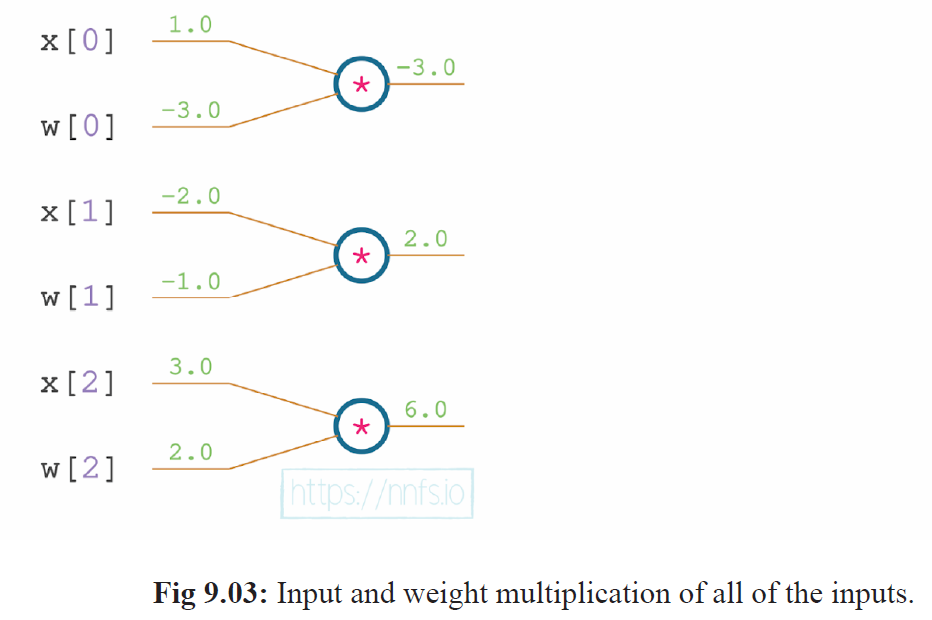 x[0] 1.0
* -3.0
w[0] -3.0
x[1] -2.0
* 2.0
w[1] -1.0
x[2] 3.0
* 6.0
w[2] 2.0
https://nnfs.io
Fig 9.03: Input and weight multiplication of all of the inputs.